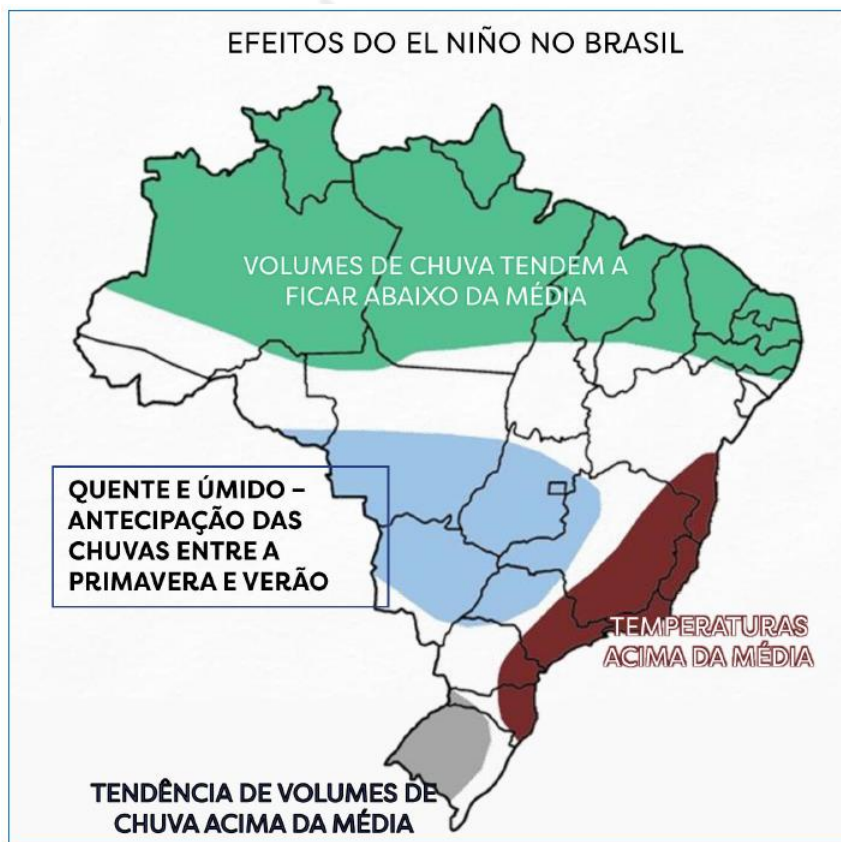 EFEITOS DO EL NIÑO NO BRASIL
VOLUMES DE CHUVA TENDEM A
FICAR ABAIXO DA MÉDIA
QUENTE E ÚMIDO –
ANTECIPAÇÃO DAS
CHUVAS ENTRE A
PRIMAVERA E VERÃO
TEMPERATURAS
ACIMA DA MÉDIA
TENDÊNCIA DE VOLUMES DE
CHUVA ACIMA DA MÉDIA